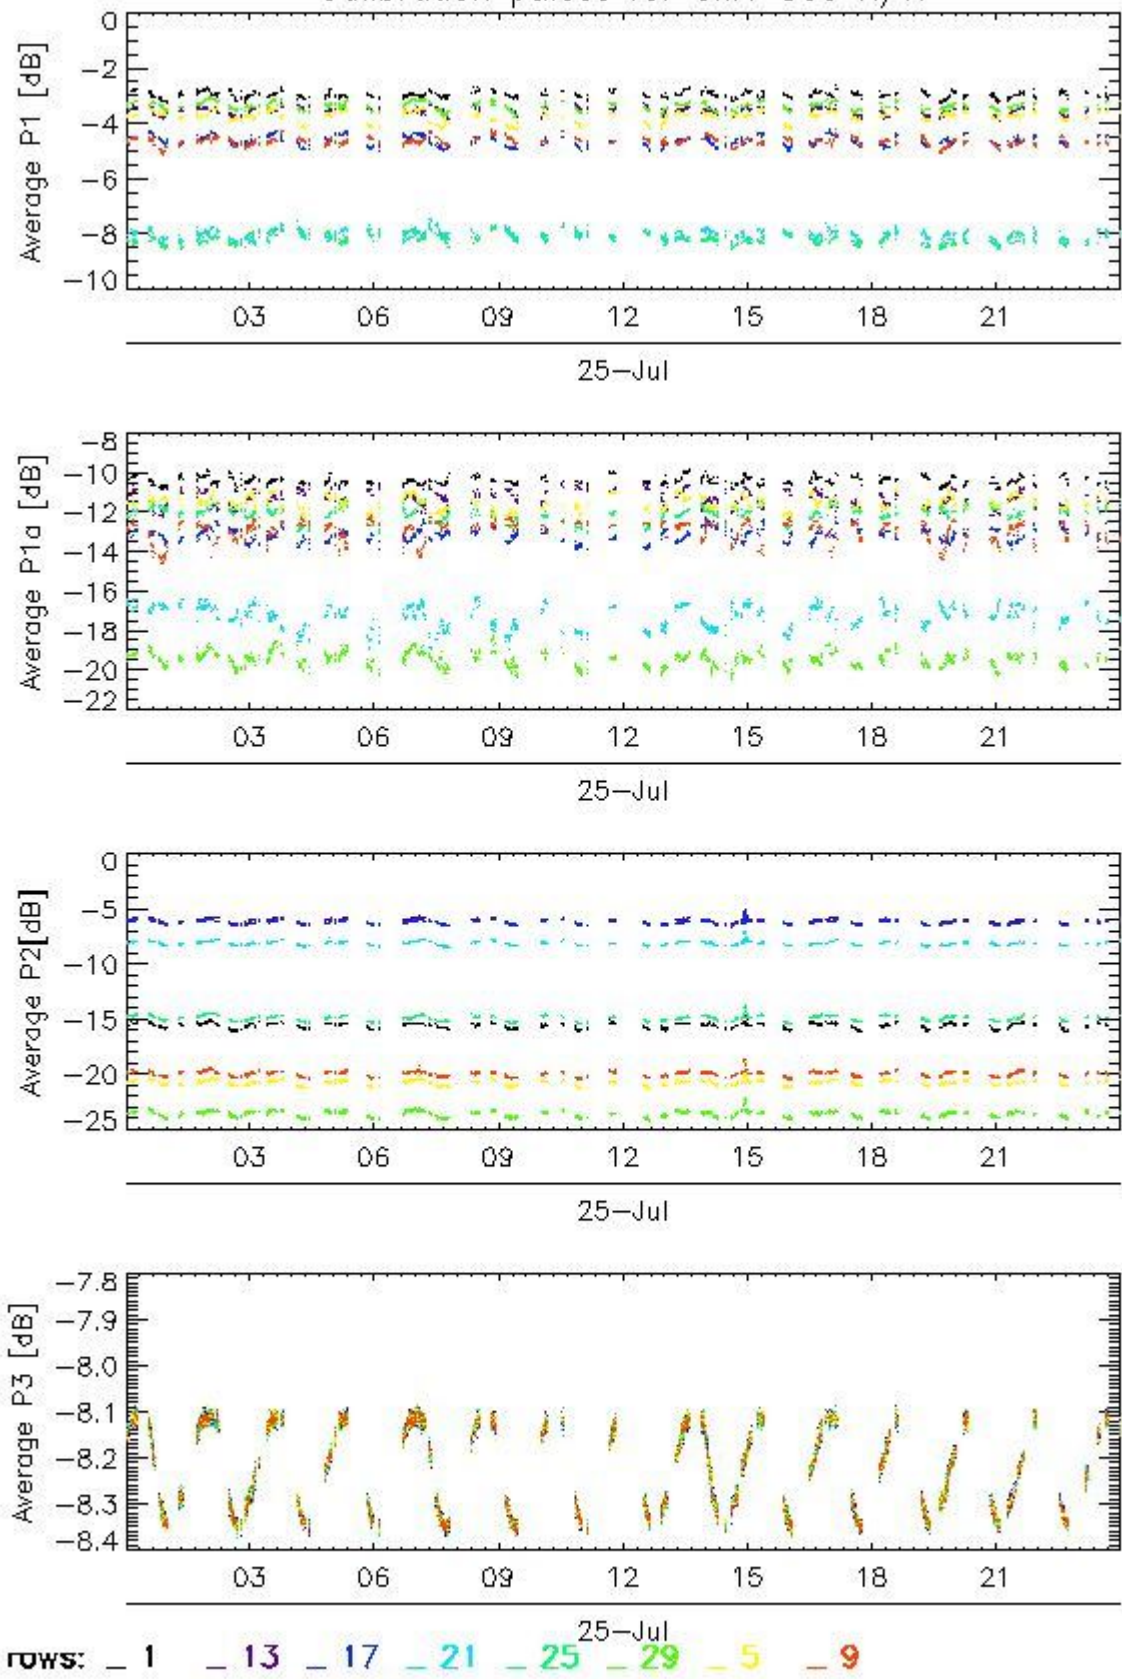 Average P1 [dB]
0
−2
−4
−6
−8
−10
03 06 09 12 15 18 21
25−Jul
Average P1a [dB]
−8
−10
−12
−14
−16
−18
−20
−22
03 06 09 12 15 18 21
25−Jul
Average P2[dB]
0
−5
−10
−15
−20
−25
03 06 09 12 15 18 21
25−Jul
Average P3 [dB]
−7.8
−7.9
−8.0
−8.1
−8.2
−8.3
−8.4
03 06 09 12 15 18 21
25−Jul
rows: _ 1 _ 13 _ 17 _ 21 _ 25 _ 29 _ 5 _ 9